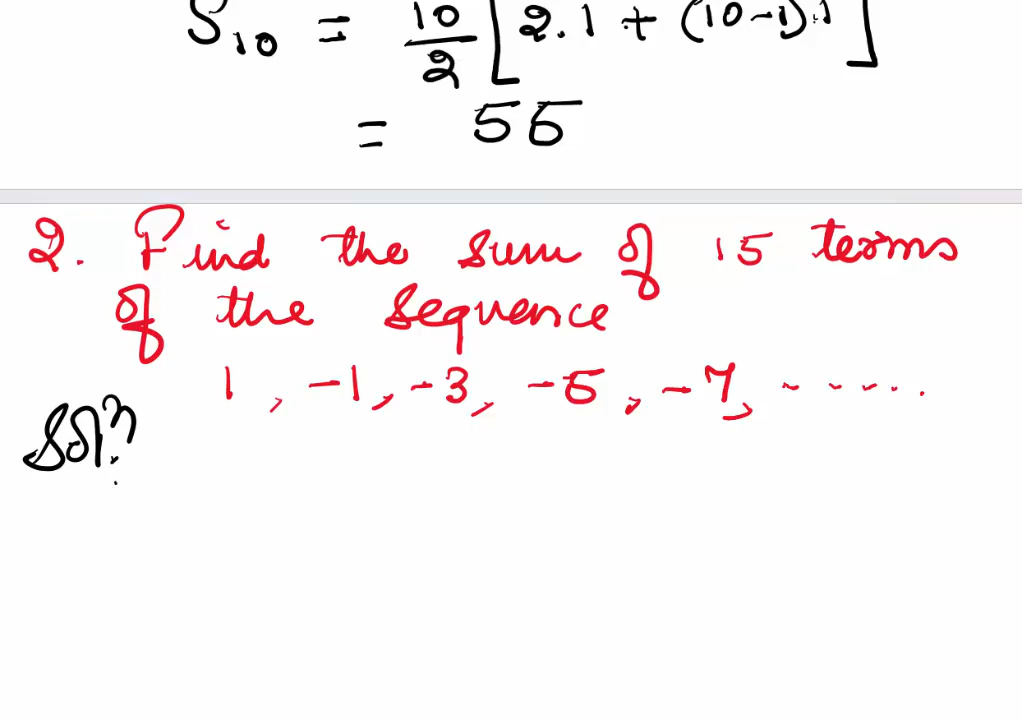 S₁₀ = 10/2 [2.1 + (10-1).1]
= 55
2. Find the sum of 15 terms
of the sequence
1, -1, -3, -5, -7, .....
Solⁿ: